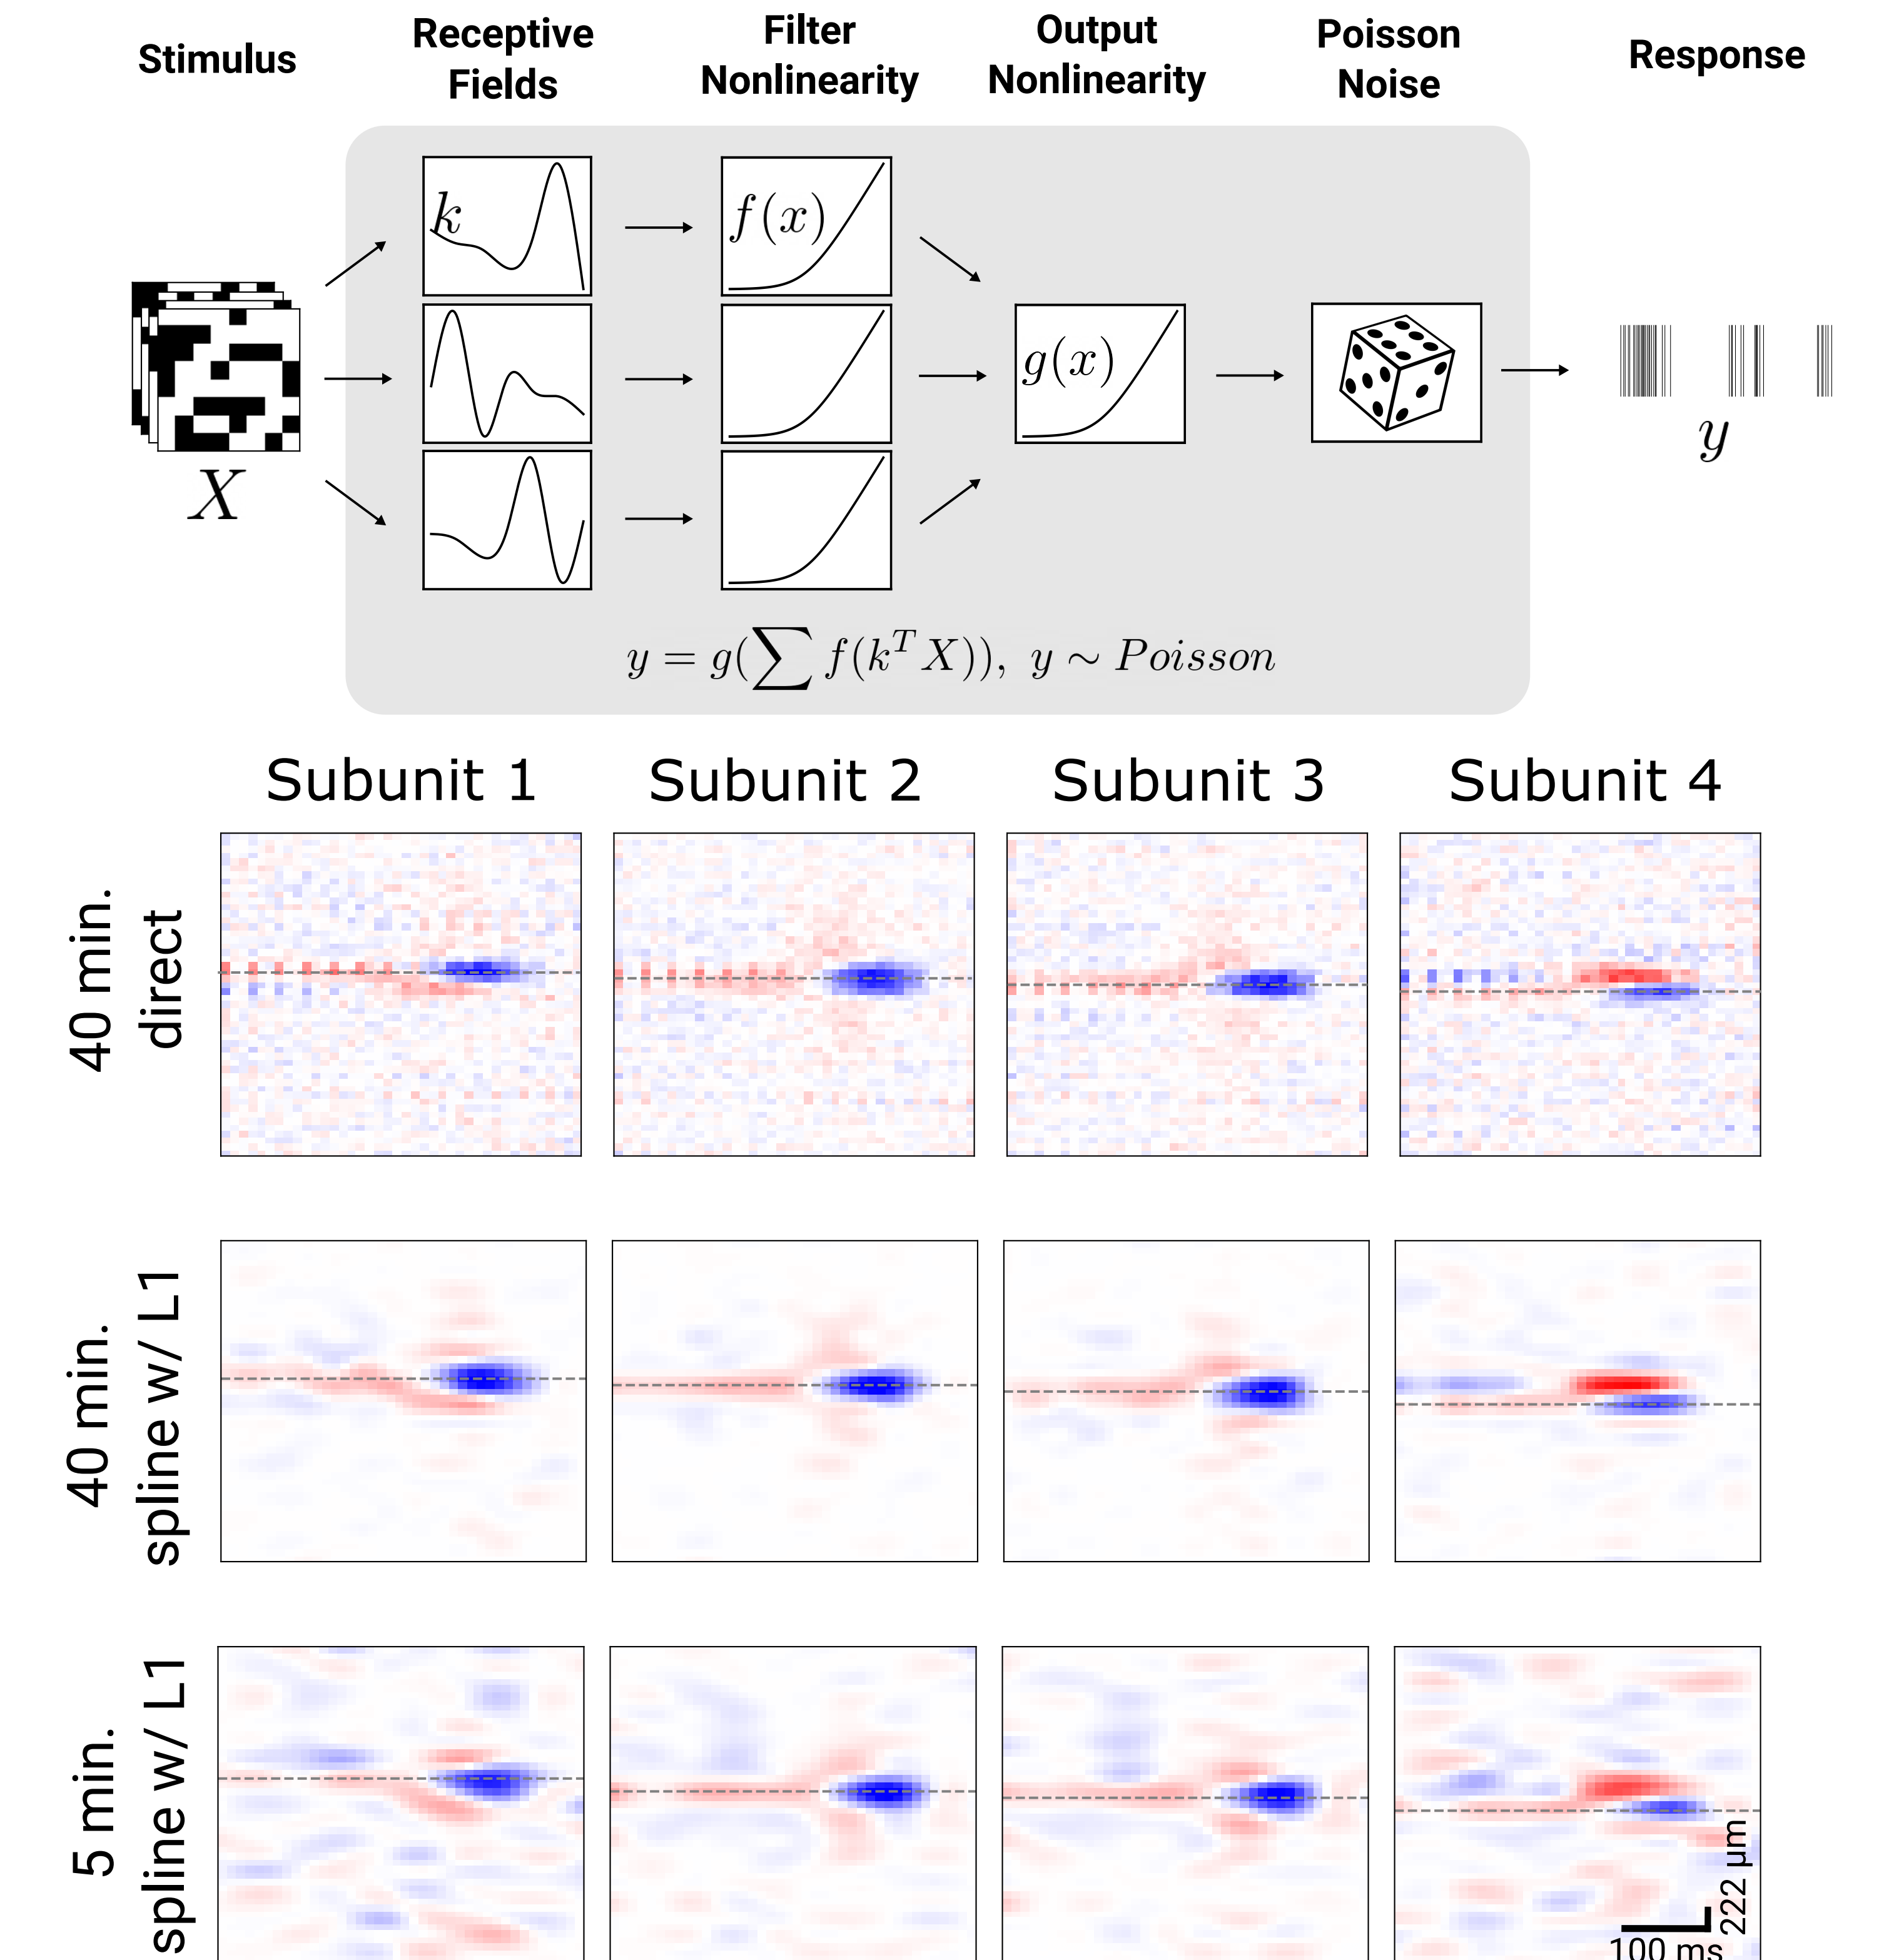 Stimulus
Receptive
Fields
Filter
Nonlinearity
Output
Nonlinearity
Poisson
Noise
Response
k
f(x)
g(x)
X
y
y = g(∑ f(k^T X)), y ∼ Poisson
Subunit 1
Subunit 2
Subunit 3
Subunit 4
40 min.
direct
40 min.
spline w/ L1
5 min.
spline w/ L1
222 μm
100 ms